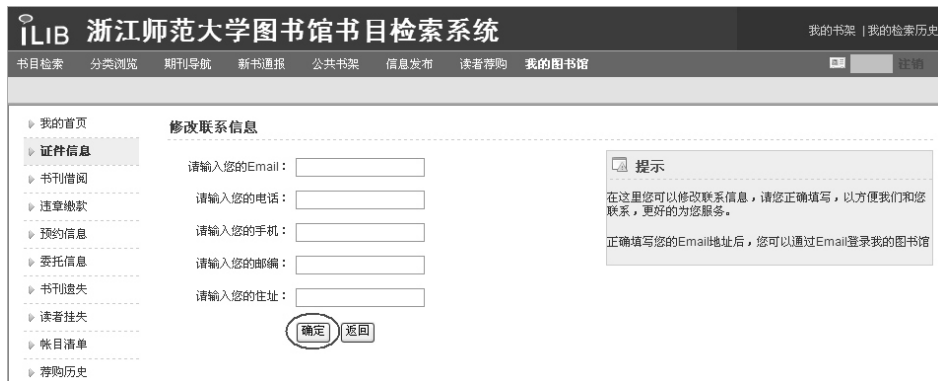 iLIB 浙江师范大学图书馆书目检索系统
我的书架 | 我的检索历史
书目检索 分类浏览 期刊导航 新书通报 公共书架 信息发布 读者荐购 我的图书馆 注销
我的首页
证件信息
书刊借阅
违章缴款
预约信息
委托信息
书刊遗失
读者挂失
帐目清单
荐购历史
修改联系信息
请输入您的Email：
请输入您的电话：
请输入您的手机：
请输入您的邮编：
请输入您的住址：
确定 返回
提示
在这里您可以修改联系信息，请您正确填写，以方便我们和您
联系，更好的为您服务。
正确填写您的Email地址后，您可以通过Email登录我的图书馆